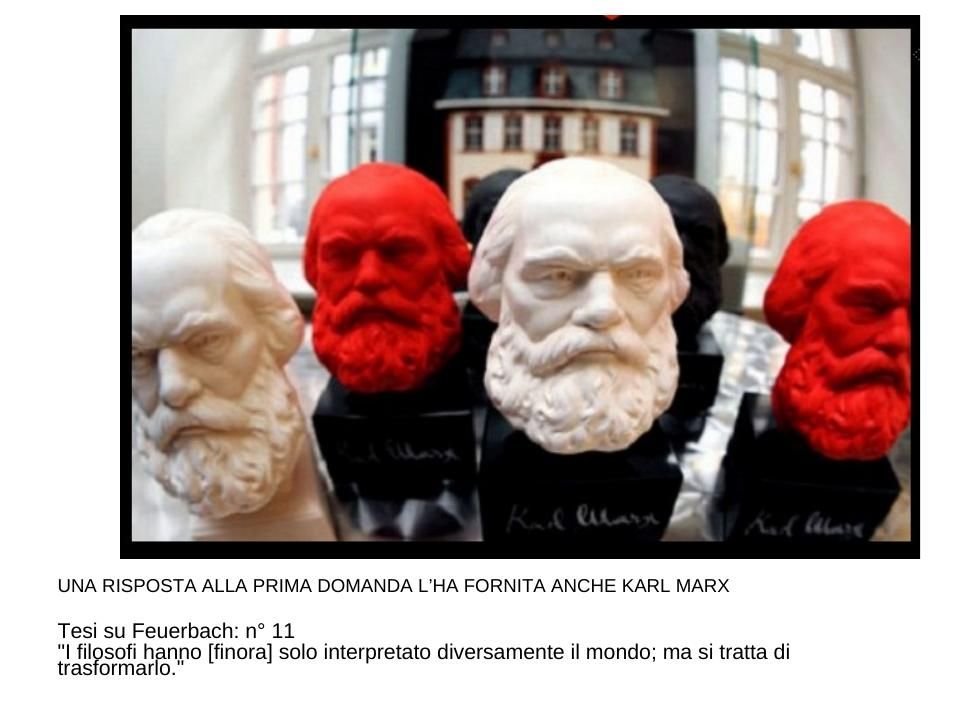 Karl Marx
Karl Marx
Karl Marx
UNA RISPOSTA ALLA PRIMA DOMANDA L’HA FORNITA ANCHE KARL MARX
Tesi su Feuerbach: n° 11
"I filosofi hanno [finora] solo interpretato diversamente il mondo; ma si tratta di
trasformarlo."